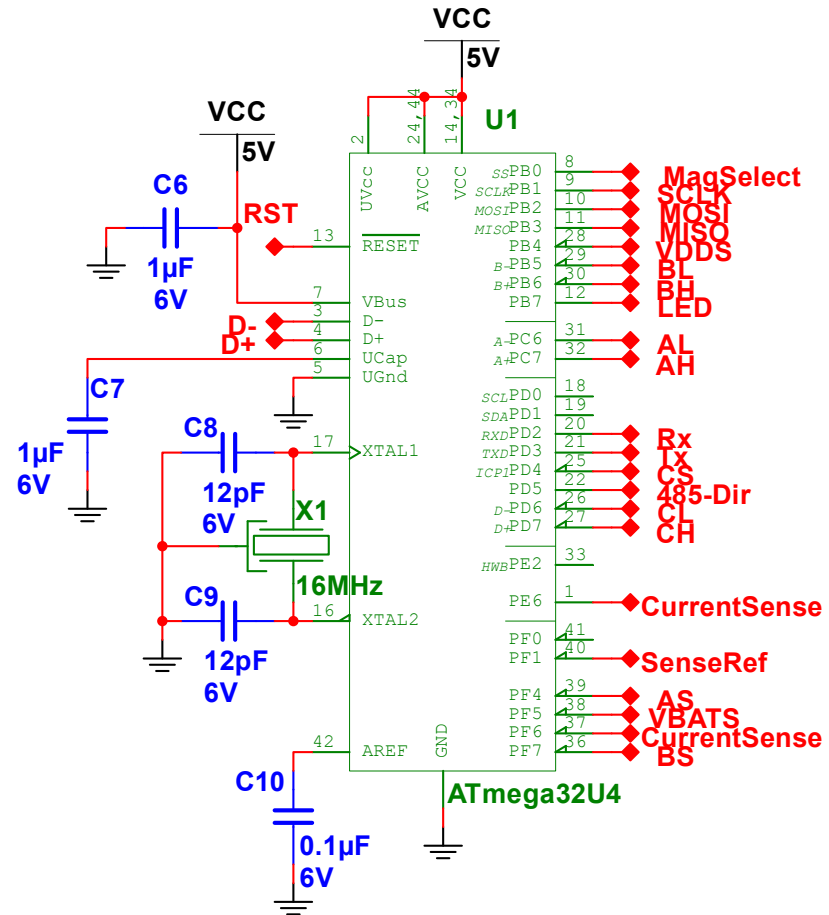 VCC
5V
VCC
5V
U1
2
24,44
14,34
UVcc
AVCC
VCC
C6
1µF
6V
RST
13
RESET
7
VBus
D-
3
D-
D+
4
D+
6
UCap
5
UGnd
C7
1µF
6V
C8
12pF
6V
17
XTAL1
X1
16MHz
C9
12pF
6V
16
XTAL2
42
AREF
GND
C10
0.1µF
6V
ATmega32U4
SS PB0 8 MagSelect
SCLK PB1 9 SCLK
MOSI PB2 10 MOSI
MISO PB3 11 MISO
PB4 28 VDDS
B- PB5 29 BL
B+ PB6 30 BH
PB7 12 LED
A- PC6 31 AL
A+ PC7 32 AH
SCL PD0 18
SDA PD1 19
RXD PD2 20 Rx
TXD PD3 21 Tx
ICP1 PD4 25 CS
PD5 22 485-Dir
D- PD6 26 CL
D+ PD7 27 CH
HWB PE2 33
PE6 1 CurrentSense
PF0 41
PF1 40 SenseRef
PF4 39 AS
PF5 38 VBATS
PF6 37 CurrentSense
PF7 36 BS